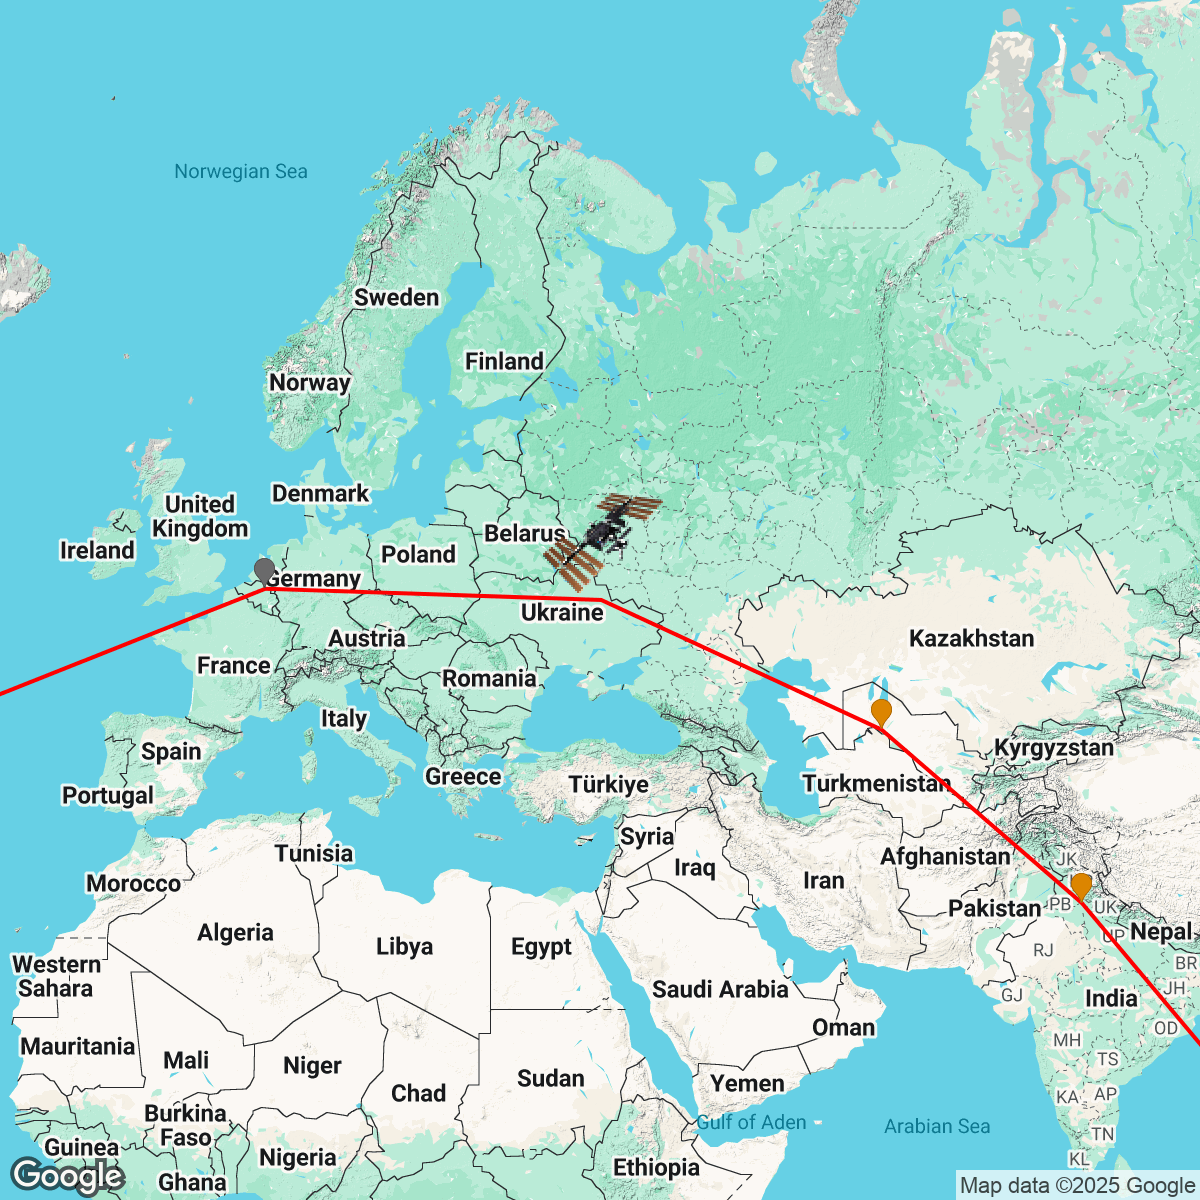 Norwegian Sea
Sweden
Finland
Norway
Denmark
United
Kingdom
Belarus
Ireland
Poland
Germany
Ukraine
Austria
Kazakhstan
France
Romania
Italy
Kyrgyzstan
Spain
Greece
Türkiye
Turkmenistan
Portugal
Syria
Tunisia
Afghanistan
JK
Iraq
Iran
Morocco
Pakistan
PB
UK
Algeria
Libya
Egypt
UP
Nepal
RJ
BR
Western
Sahara
Saudi Arabia
GJ
India
JH
Oman
OD
Mauritania
Mali
Niger
MH
TS
Chad
Sudan
Yemen
KA
AP
Burkina
Faso
Gulf of Aden
Arabian Sea
TN
Guinea
Nigeria
Ethiopia
KL
Ghana
Google
Map data ©2025 Google